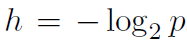 h = − log₂ p